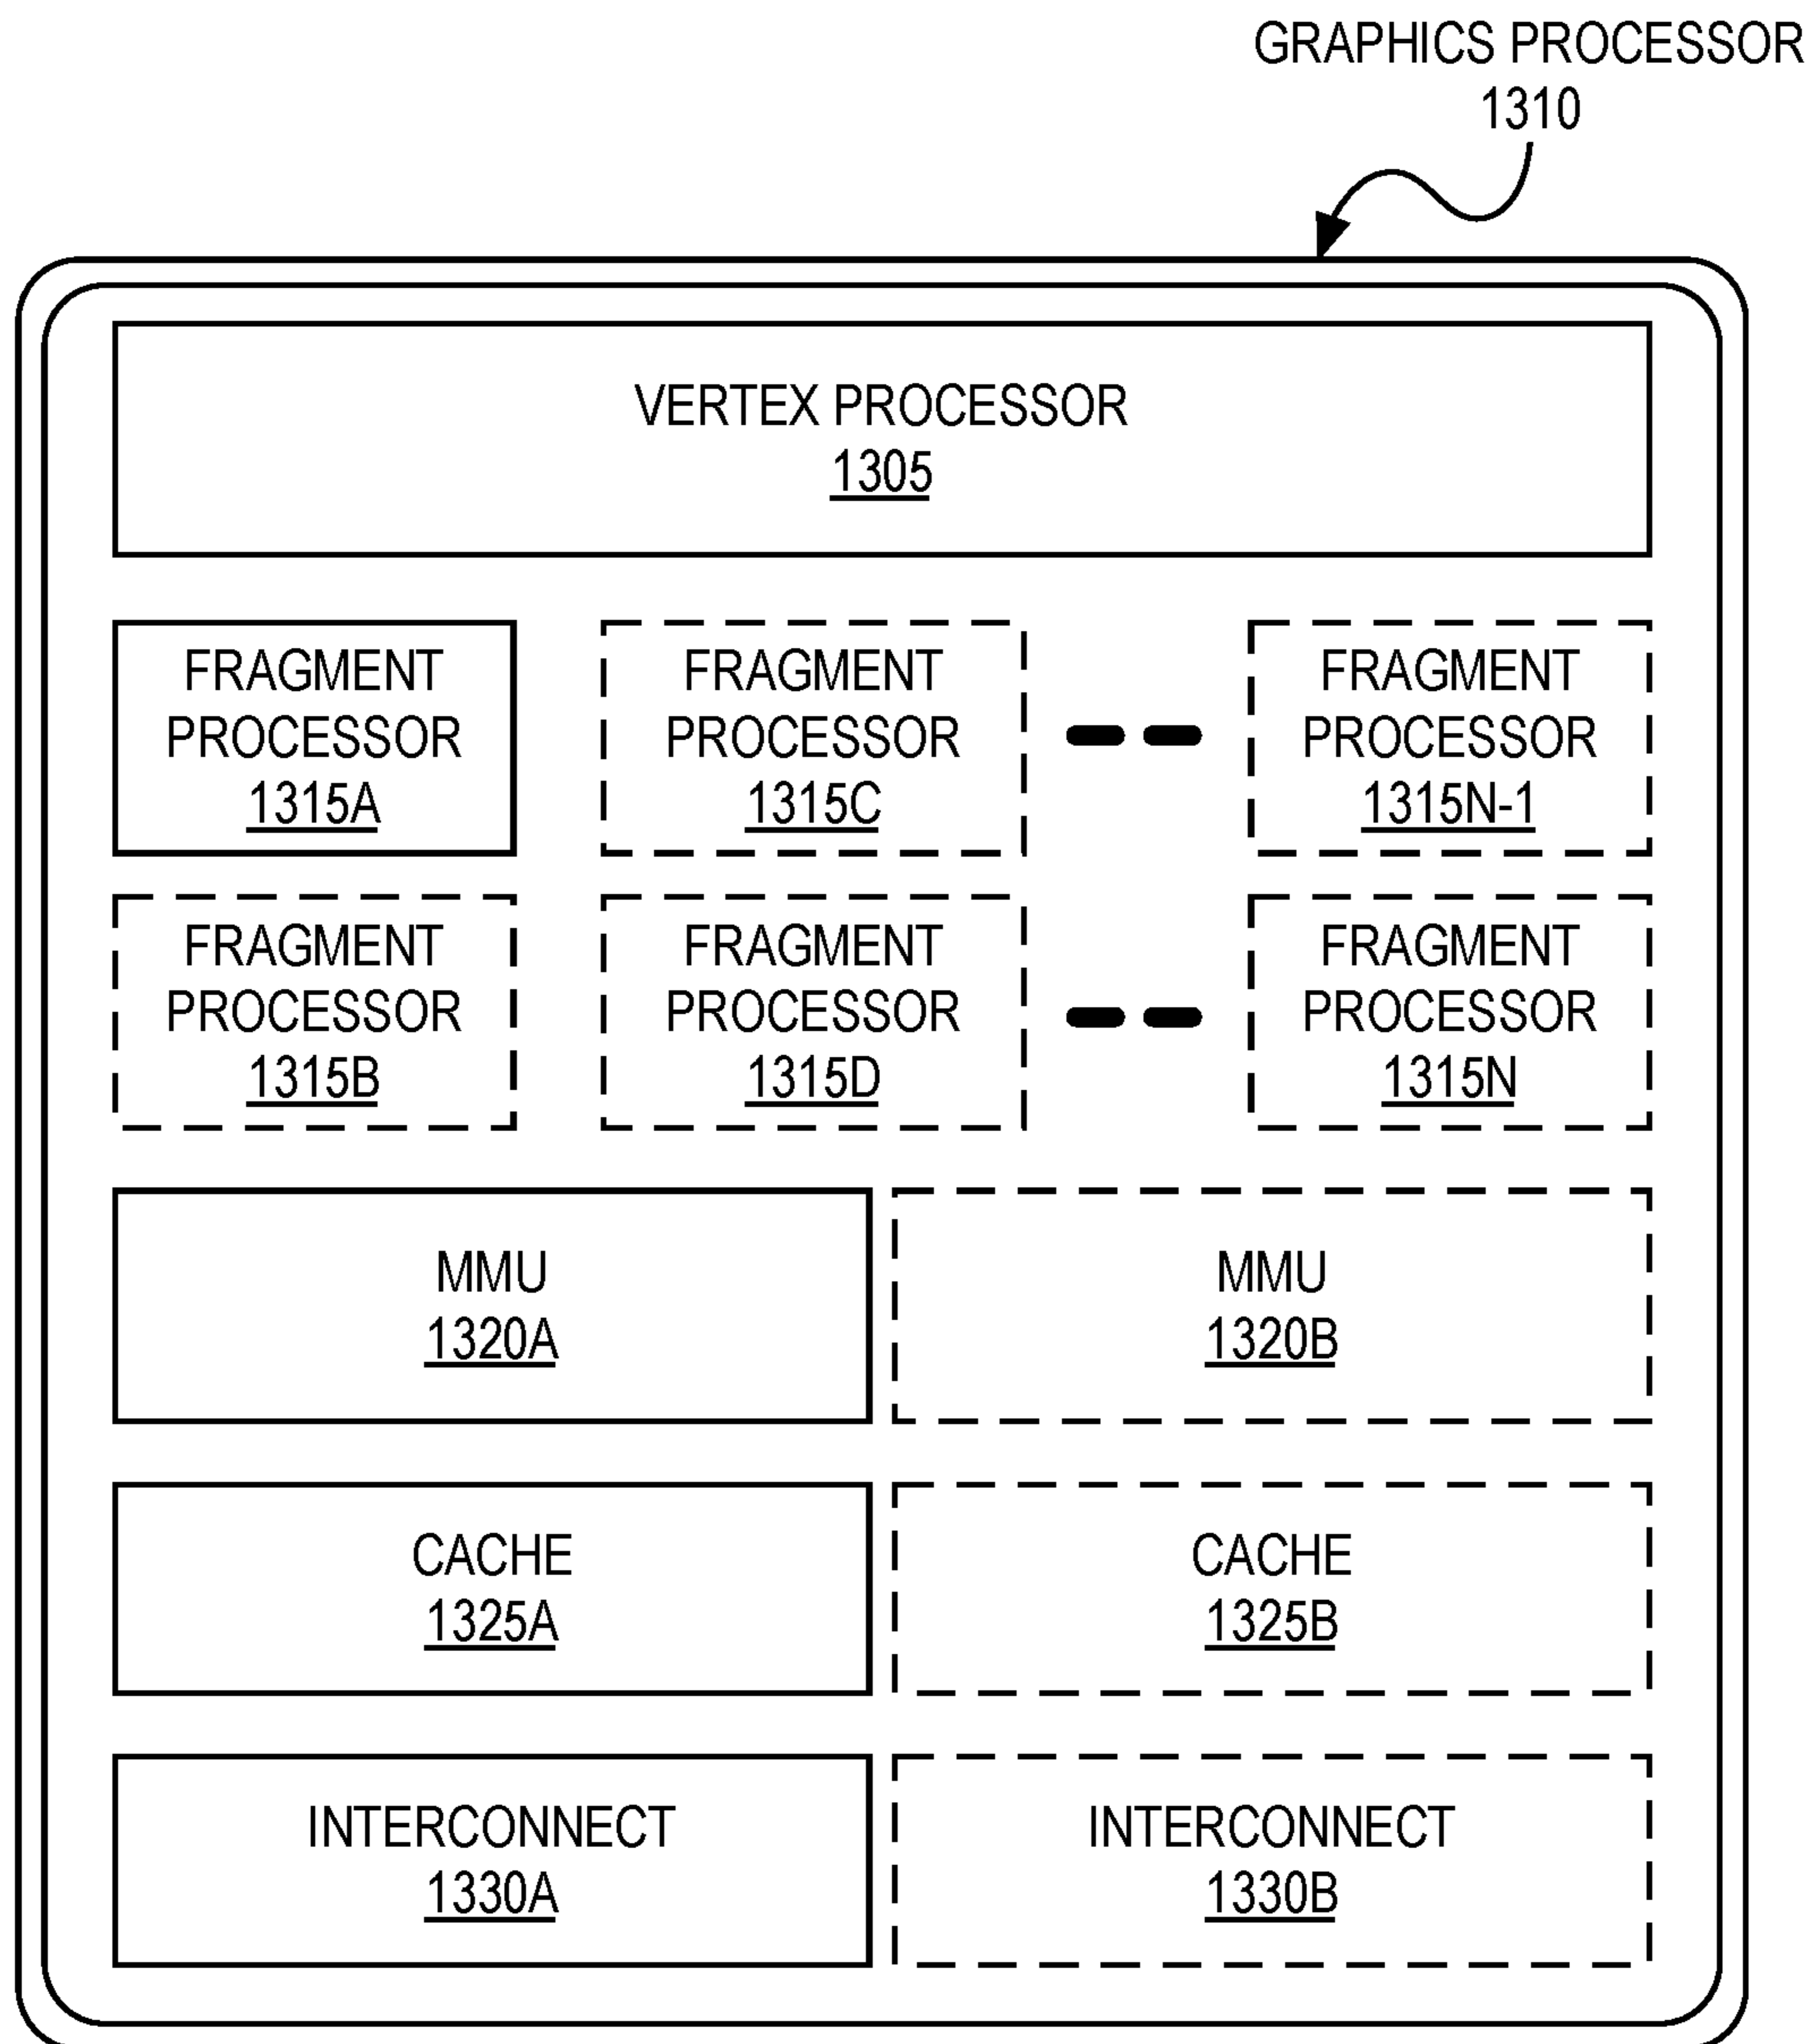 GRAPHICS PROCESSOR
1310
VERTEX PROCESSOR
1305
FRAGMENT
PROCESSOR
1315A
FRAGMENT
PROCESSOR
1315C
FRAGMENT
PROCESSOR
1315N-1
FRAGMENT
PROCESSOR
1315B
FRAGMENT
PROCESSOR
1315D
FRAGMENT
PROCESSOR
1315N
MMU
1320A
MMU
1320B
CACHE
1325A
CACHE
1325B
INTERCONNECT
1330A
INTERCONNECT
1330B